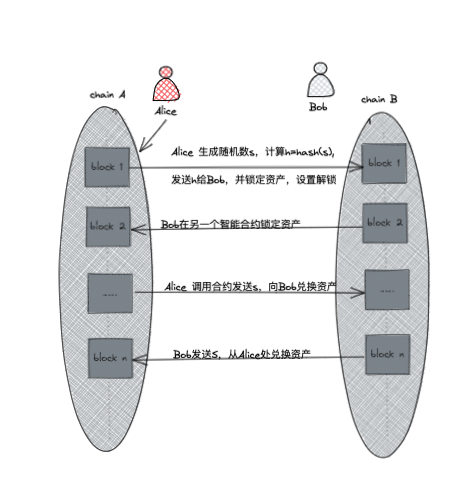 chain A
Alice
Bob
chain B
Alice 生成随机数s，计算h=hash(s),
发送h给Bob，并锁定资产，设置解锁
block 1
block 1
Bob在另一个智能合约锁定资产
block 2
block 2
Alice 调用合约发送s，向Bob兑换资产
......
......
Bob发送S，从Alice处兑换资产
block n
block n